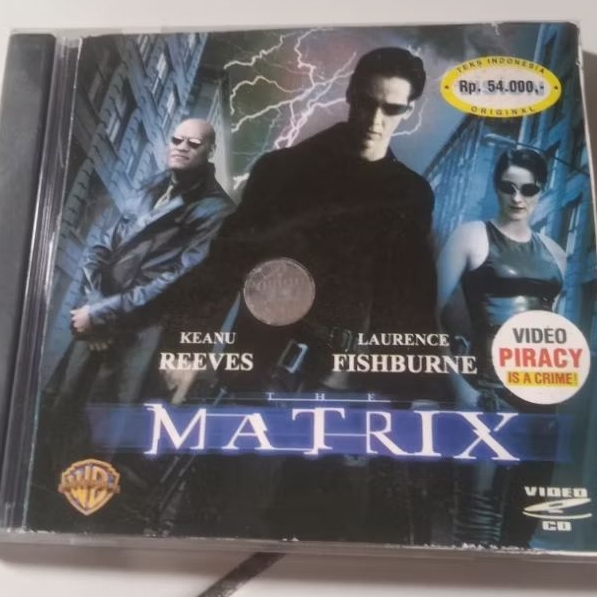 TEKS INDONESIA
Rp. 54.000,-
ORIGINAL
KEANU
REEVES
LAURENCE
FISHBURNE
VIDEO
PIRACY
IS A CRIME!
THE
MATRIX
WB
VIDEO
CD